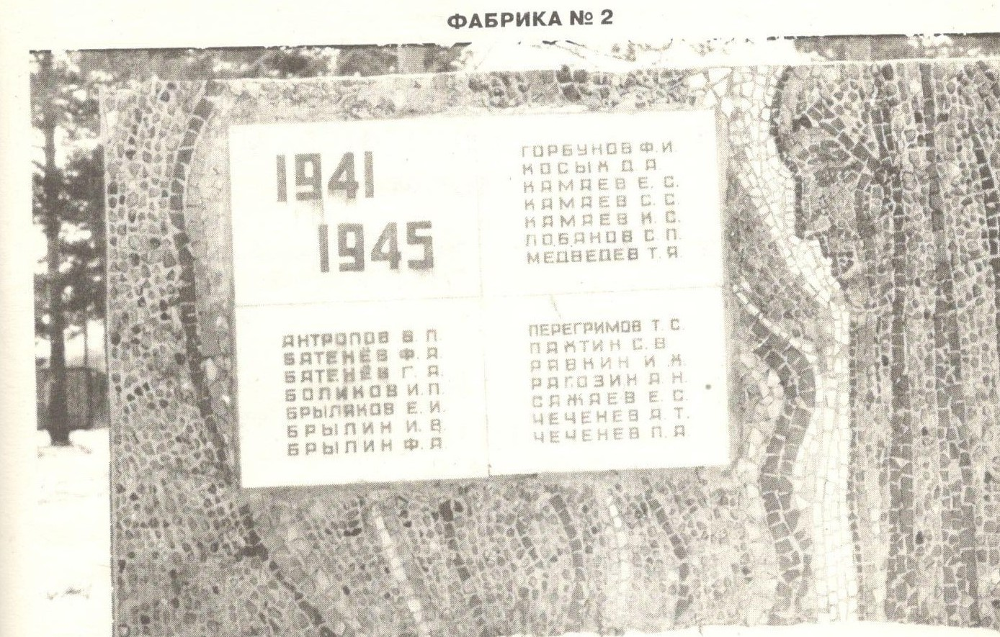 ФАБРИКА № 2
1941
1945
ГОРБУНОВ Ф. И.
КОСЫХ Д. А.
КАМАЕВ Е. С.
КАМАЕВ С. С.
КАМАЕВ И. С.
ЛОБАНОВ С. П.
МЕДВЕДЕВ Т. Я.
АНТРОПОВ В. П.
БАТЕНЁВ Ф. А.
БАТЕНЁВ Г. А.
БОЛИКОВ И. П.
БРЫЛЯКОВ Е. И.
БРЫЛИН И. В.
БРЫЛИН Ф. А.
ПЕРЕГРИМОВ Т. С.
ПАХТИН С. В.
РАВКИН И. Х.
РАГОЗИН А. Н.
САЖАЕВ Е. С.
ЧЕЧЕНЕВ А. Т.
ЧЕЧЕНЕВ П. А.